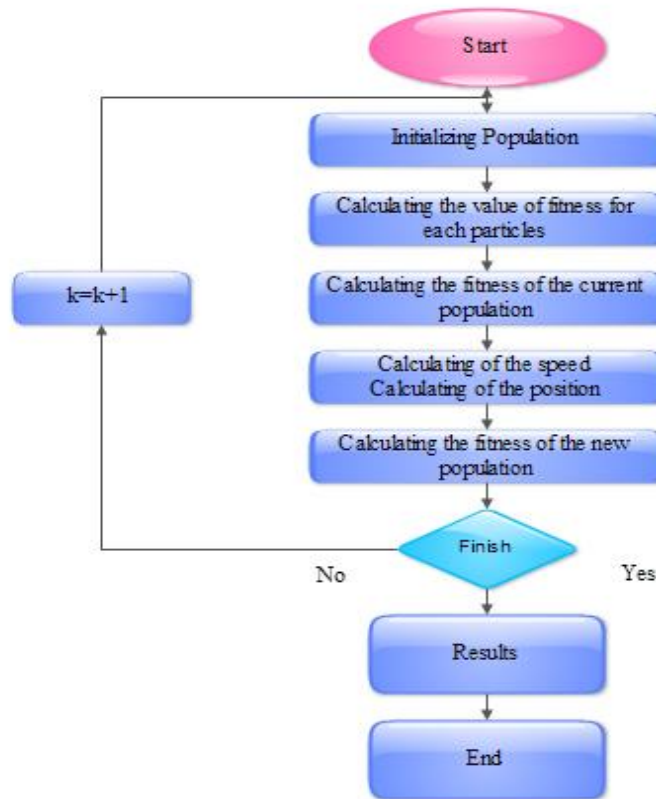 Start
Initializing Population
Calculating the value of fitness for
each particles
k=k+1
Calculating the fitness of the current
population
Calculating of the speed
Calculating of the position
Calculating the fitness of the new
population
Finish
No
Yes
Results
End